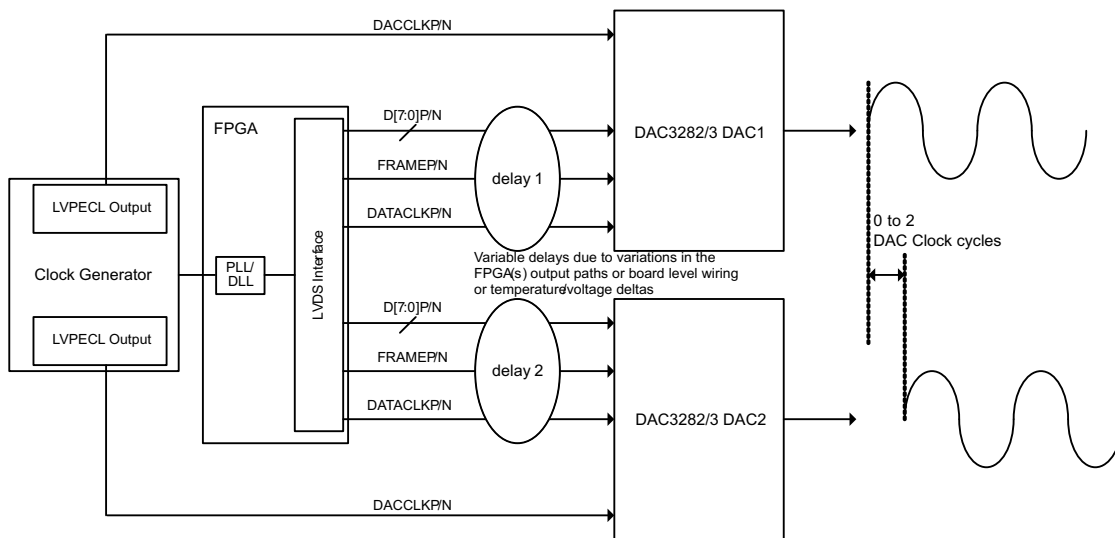 DACCLKP/N
FPGA
D[7:0]P/N
FRAMEP/N
DATACLKP/N
delay 1
DAC3282/3 DAC1
LVPECL Output
Clock Generator
LVPECL Output
PLL/
DLL
LVDS Interface
Variable delays due to variations in the
FPGA(s) output paths or board level wiring
or temperature/voltage deltas
0 to 2
DAC Clock cycles
D[7:0]P/N
FRAMEP/N
DATACLKP/N
delay 2
DAC3282/3 DAC2
DACCLKP/N